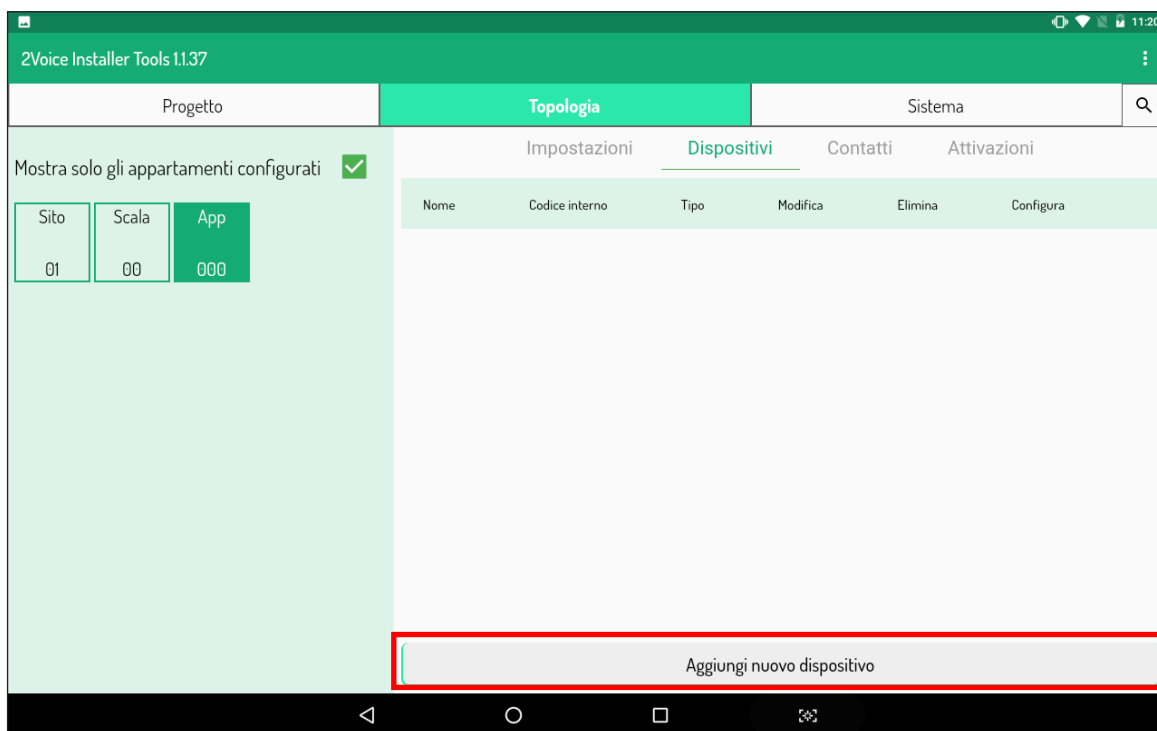 11:20
2Voice Installer Tools 1.1.37
Progetto Topologia Sistema
Impostazioni Dispositivi Contatti Attivazioni
Mostra solo gli appartamenti configurati
Nome Codice interno Tipo Modifica Elimina Configura
Sito Scala App
01 00 000
Aggiungi nuovo dispositivo